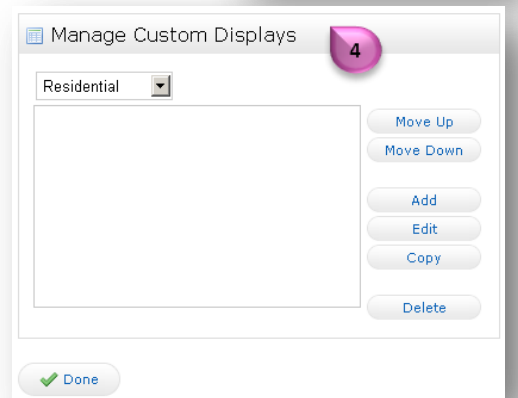 Manage Custom Displays
4
Residential
Move Up
Move Down
Add
Edit
Copy
Delete
Done